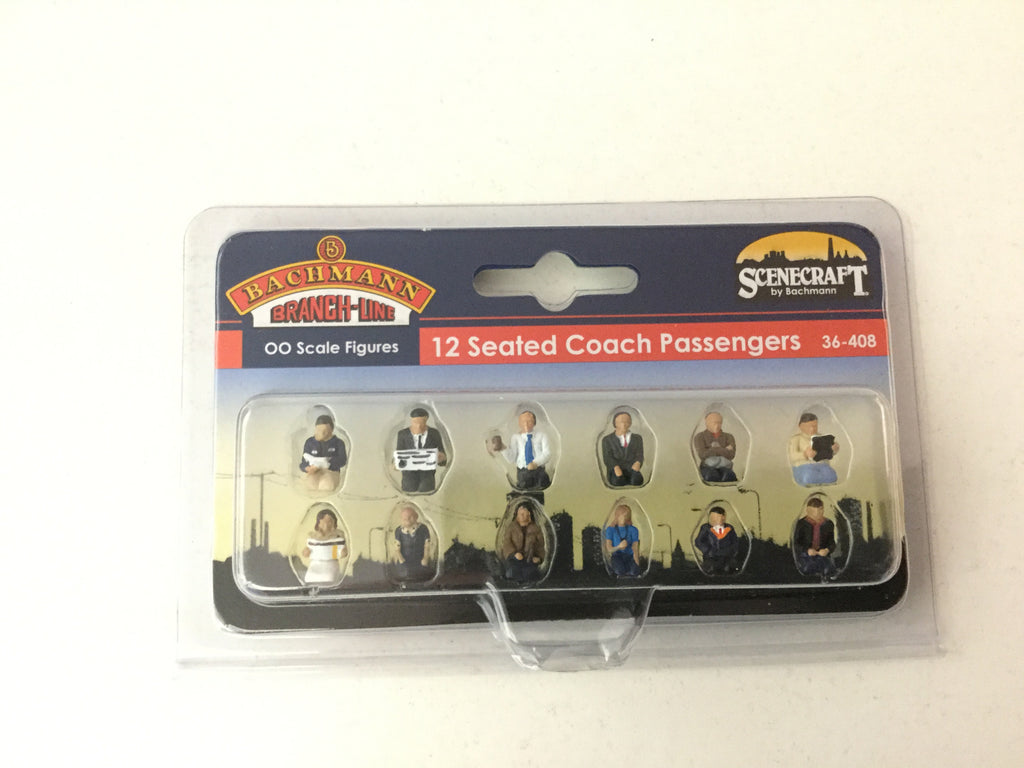 BACHMANN
BRANCH-LINE
OO Scale Figures
SCENECRAFT
by Bachmann
12 Seated Coach Passengers 36-408